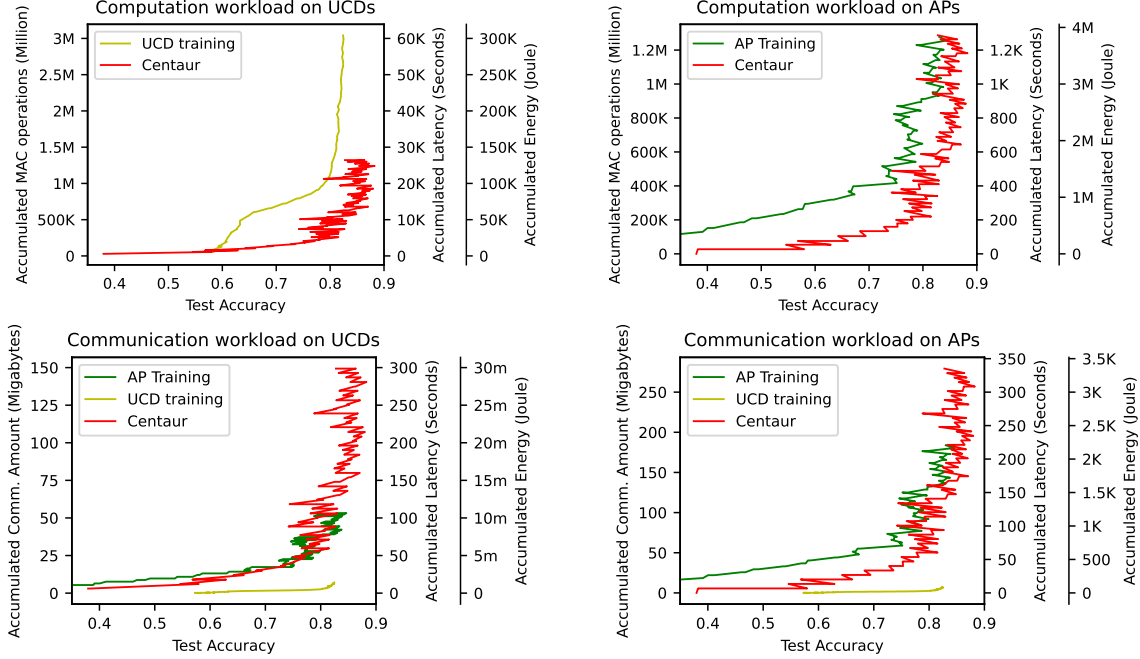 Computation workload on UCDs
Accumulated MAC operations (Million)
3M
2.5M
2M
1.5M
1M
500K
0
UCD training
Centaur
60K
50K
40K
30K
20K
10K
0
Accumulated Latency (Seconds)
300K
250K
200K
150K
100K
50K
0
Accumulated Energy (Joule)
0.4
0.5
0.6
0.7
0.8
0.9
Test Accuracy
Computation workload on APs
Accumulated MAC operations (Million)
1.2M
1M
800K
600K
400K
200K
0
AP Training
Centaur
1.2K
1K
800
600
400
200
0
Accumulated Latency (Seconds)
4M
3M
2M
1M
0
Accumulated Energy (Joule)
0.4
0.5
0.6
0.7
0.8
0.9
Test Accuracy
Communication workload on UCDs
Accumulated Comm. Amount (Migabytes)
150
125
100
75
50
25
0
AP Training
UCD training
Centaur
300
250
200
150
100
50
0
Accumulated Latency (Seconds)
30m
25m
20m
15m
10m
5m
0
Accumulated Energy (Joule)
0.4
0.5
0.6
0.7
0.8
0.9
Test Accuracy
Communication workload on APs
Accumulated Comm. Amount (Migabytes)
250
200
150
100
50
0
AP Training
UCD training
Centaur
350
300
250
200
150
100
50
0
Accumulated Latency (Seconds)
3.5K
3K
2.5K
2K
1.5K
1K
500
0
Accumulated Energy (Joule)
0.4
0.5
0.6
0.7
0.8
0.9
Test Accuracy